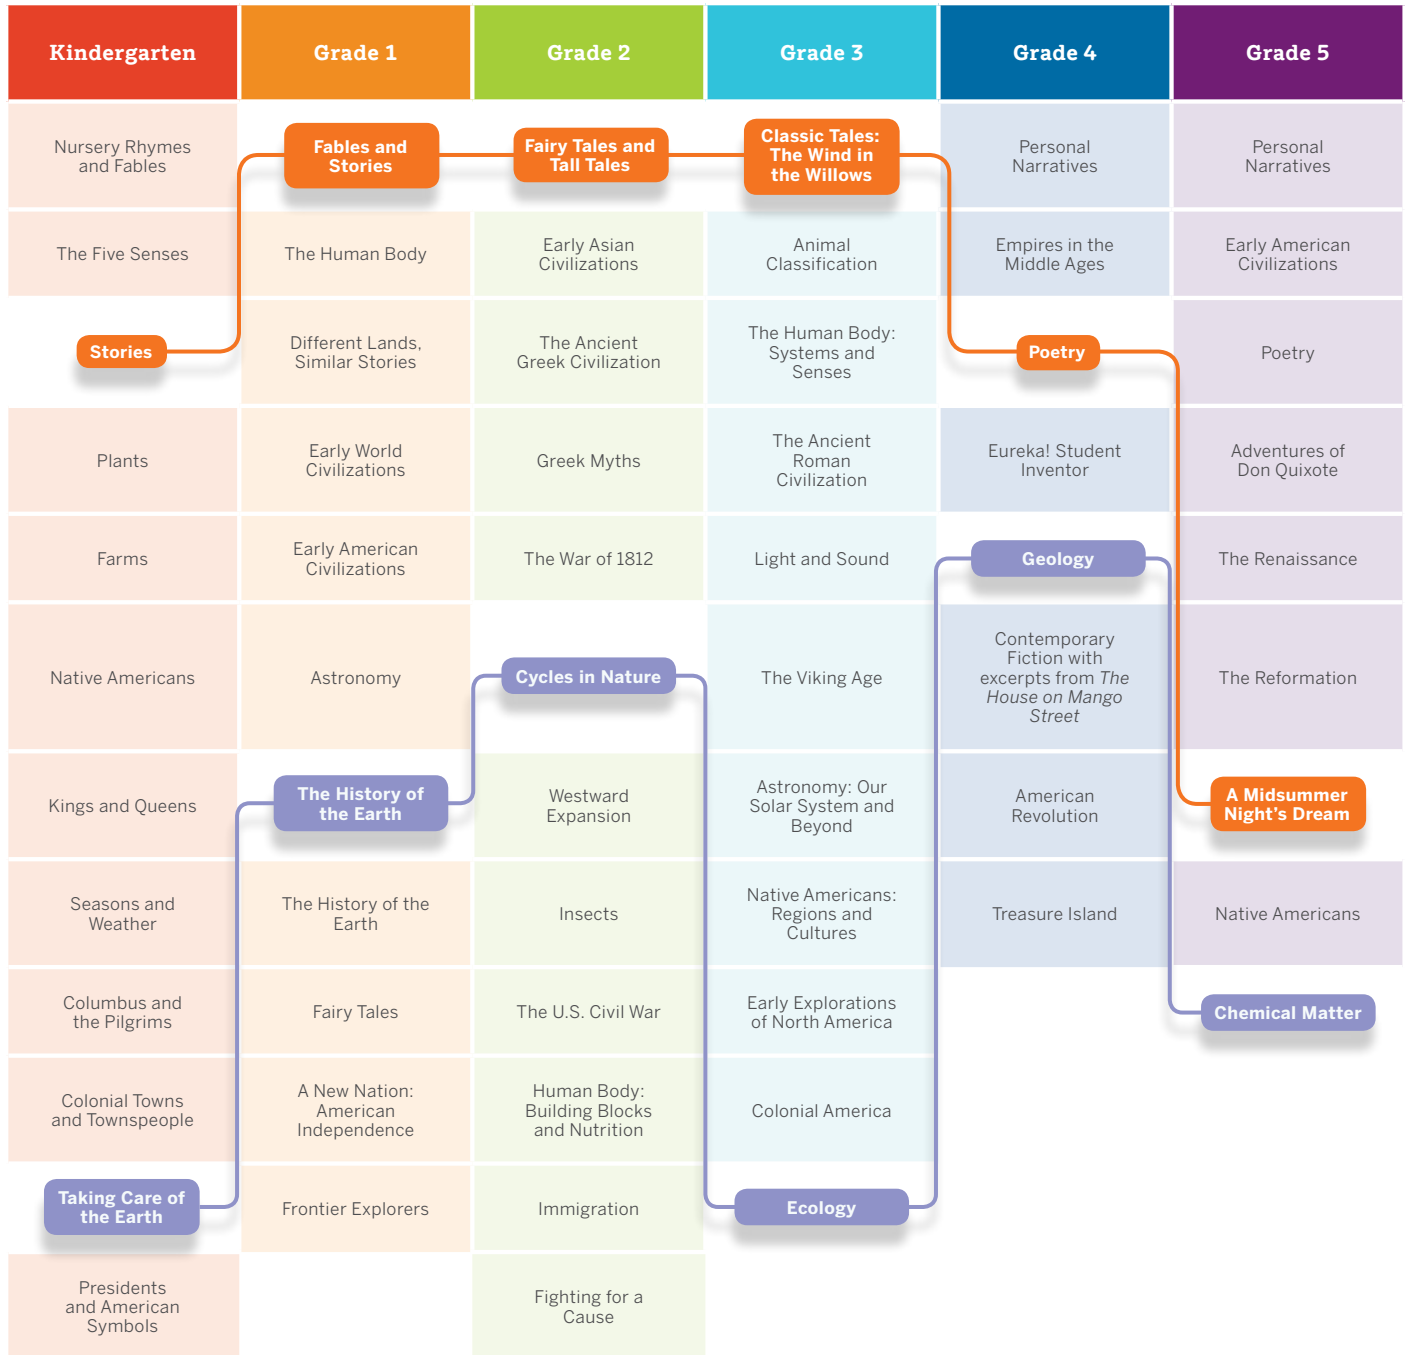 Kindergarten
Grade 1
Grade 2
Grade 3
Grade 4
Grade 5
Nursery Rhymes
and Fables
Fables and
Stories
Fairy Tales and
Tall Tales
Classic Tales:
The Wind in
the Willows
Personal
Narratives
Personal
Narratives
The Five Senses
The Human Body
Early Asian
Civilizations
Animal
Classification
Empires in the
Middle Ages
Early American
Civilizations
Stories
Different Lands,
Similar Stories
The Ancient
Greek Civilization
The Human Body:
Systems and
Senses
Poetry
Poetry
Plants
Early World
Civilizations
Greek Myths
The Ancient
Roman
Civilization
Eureka! Student
Inventor
Adventures of
Don Quixote
Farms
Early American
Civilizations
The War of 1812
Light and Sound
Geology
The Renaissance
Native Americans
Astronomy
Cycles in Nature
The Viking Age
Contemporary
Fiction with
excerpts from The
House on Mango
Street
The Reformation
Kings and Queens
The History of
the Earth
Westward
Expansion
Astronomy: Our
Solar System and
Beyond
American
Revolution
A Midsummer
Night's Dream
Seasons and
Weather
The History of the
Earth
Insects
Native Americans:
Regions and
Cultures
Treasure Island
Native Americans
Columbus and
the Pilgrims
Fairy Tales
The U.S. Civil War
Early Explorations
of North America
Chemical Matter
Colonial Towns
and Townspeople
A New Nation:
American
Independence
Human Body:
Building Blocks
and Nutrition
Colonial America
Taking Care of
the Earth
Frontier Explorers
Immigration
Ecology
Presidents
and American
Symbols
Fighting for a
Cause